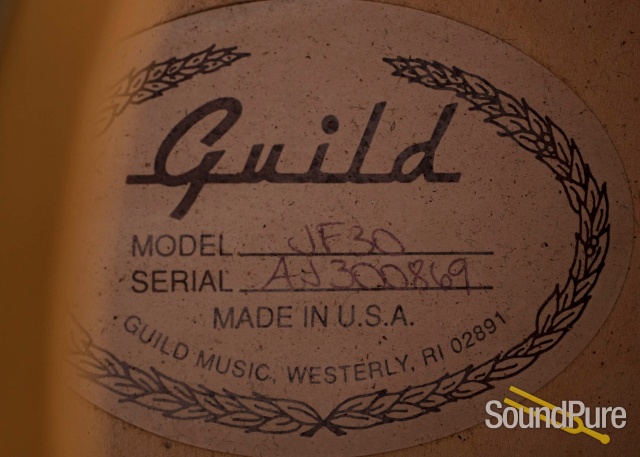 Guild
MODEL JF30
SERIAL AJ300869
MADE IN U.S.A.
GUILD MUSIC, WESTERLY, RI 02891
SoundPure